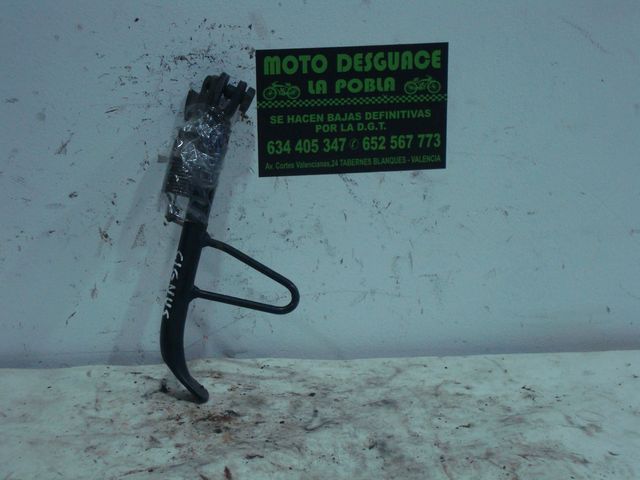 MOTO DESGUACE
LA POBLA
SE HACEN BAJAS DEFINITIVAS
POR LA D.G.T.
634 405 347 ✆ 652 567 773
Av. Cortes Valencianas,24 TABERNES BLANQUES - VALENCIA
CIGNUS